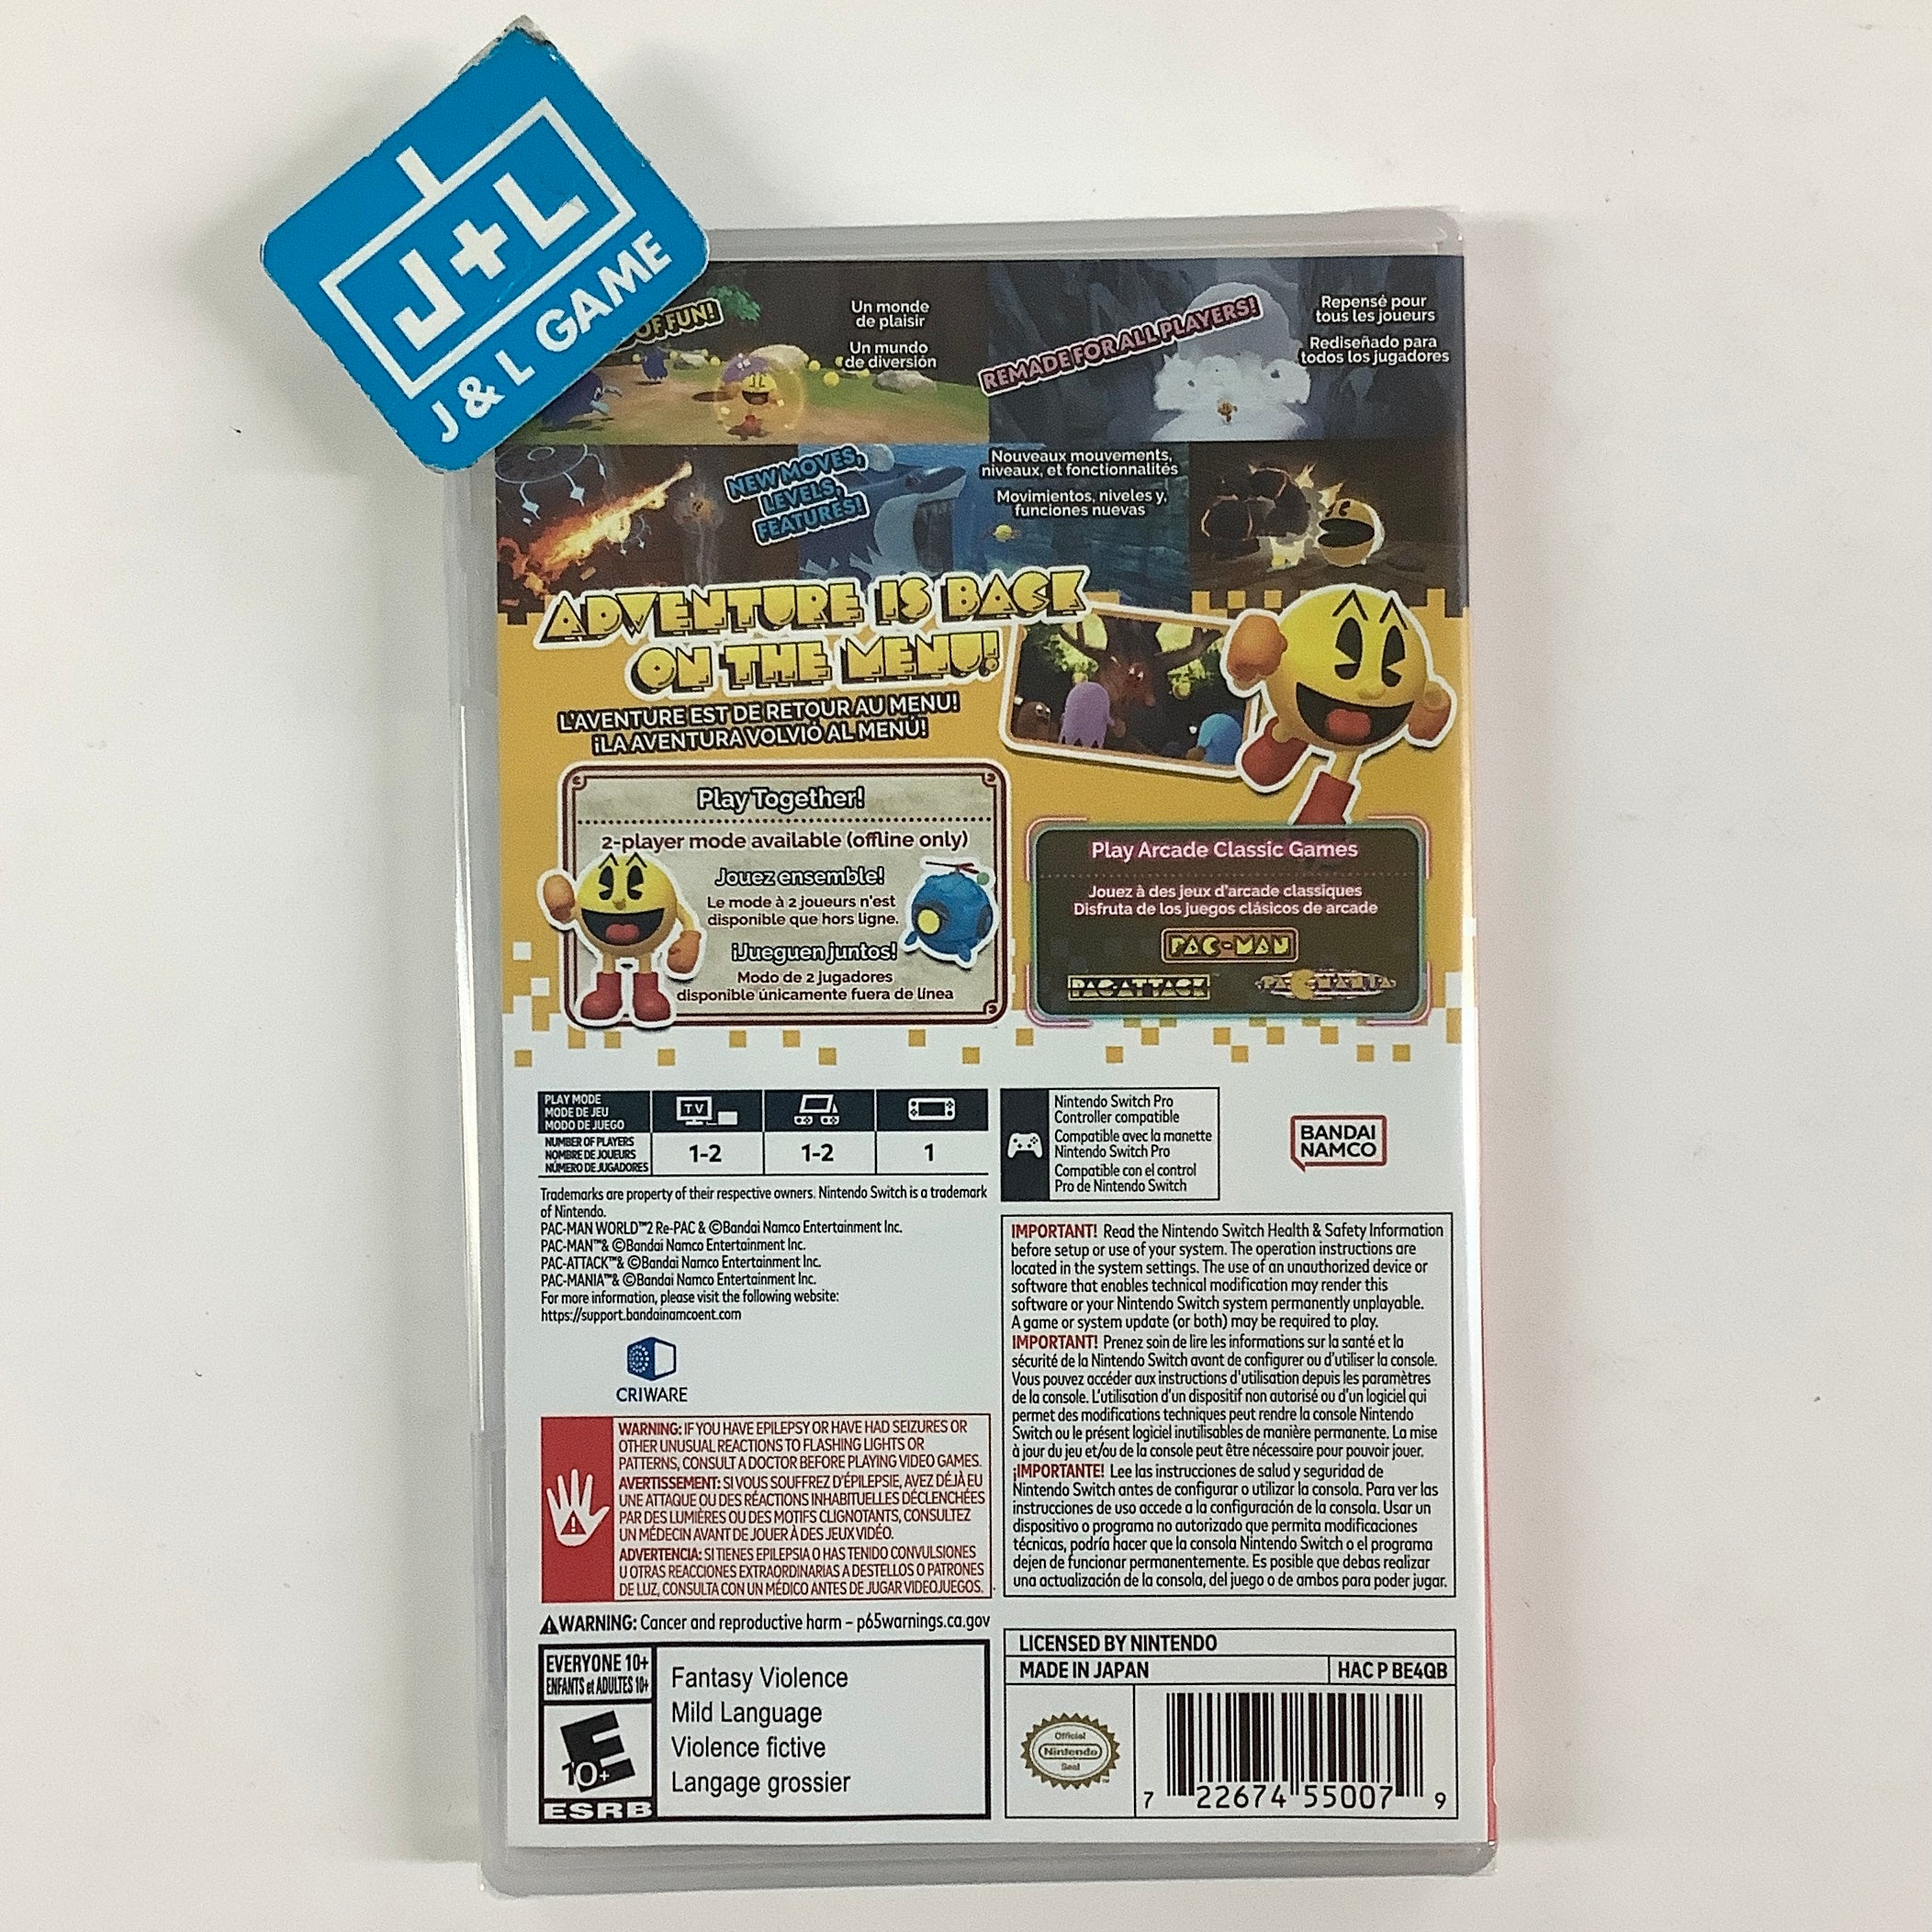 J+L
J & L GAME
OF FUN!
Un monde
de plaisir
Un mundo
de diversión
REMADE FOR ALL PLAYERS!
Repensé pour
tous les joueurs
Rediseñado para
todos los jugadores
NEW MOVES,
LEVELS,
FEATURES!
Nouveaux mouvements,
niveaux, et fonctionnalités
Movimientos, niveles y,
funciones nuevas
ADVENTURE IS BACK
ON THE MENU!
L'AVENTURE EST DE RETOUR AU MENU!
¡LA AVENTURA VOLVIÓ AL MENÚ!
Play Together!
2-player mode available (offline only)
Jouez ensemble!
Le mode à 2 joueurs n'est
disponible que hors ligne.
¡Jueguen juntos!
Modo de 2 jugadores
disponible únicamente fuera de línea
Play Arcade Classic Games
Jouez à des jeux d'arcade classiques
Disfruta de los juegos clásicos de arcade
PAC-MAN
PAC-ATTACK™ PAC-MANIA
PLAY MODE
MODE DE JEU
MODO DE JUEGO
TV
NUMBER OF PLAYERS
NOMBRE DE JOUEURS
NÚMERO DE JUGADORES
1-2 1-2 1
Nintendo Switch Pro
Controller compatible
Compatible avec la manette
Nintendo Switch Pro
Compatible con el control
Pro de Nintendo Switch
BANDAI
NAMCO
Trademarks are property of their respective owners. Nintendo Switch is a trademark
of Nintendo.
PAC-MAN WORLD™2 Re-PAC & ©Bandai Namco Entertainment Inc.
PAC-MAN™& ©Bandai Namco Entertainment Inc.
PAC-ATTACK™& ©Bandai Namco Entertainment Inc.
PAC-MANIA™& ©Bandai Namco Entertainment Inc.
For more information, please visit the following website:
https://support.bandainamcoent.com
CRIWARE
WARNING: IF YOU HAVE EPILEPSY OR HAVE HAD SEIZURES OR
OTHER UNUSUAL REACTIONS TO FLASHING LIGHTS OR
PATTERNS, CONSULT A DOCTOR BEFORE PLAYING VIDEO GAMES.
AVERTISSEMENT: SI VOUS SOUFFREZ D'ÉPILEPSIE, AVEZ DÉJÀ EU
UNE ATTAQUE OU DES RÉACTIONS INHABITUELLES DÉCLENCHÉES
PAR DES LUMIÈRES OU DES MOTIFS CLIGNOTANTS, CONSULTEZ
UN MÉDECIN AVANT DE JOUER À DES JEUX VIDÉO.
ADVERTENCIA: SI TIENES EPILEPSIA O HAS TENIDO CONVULSIONES
U OTRAS REACCIONES EXTRAORDINARIAS A DESTELLOS O PATRONES
DE LUZ, CONSULTA CON UN MÉDICO ANTES DE JUGAR VIDEOJUEGOS.
WARNING: Cancer and reproductive harm – p65warnings.ca.gov
IMPORTANT! Read the Nintendo Switch Health & Safety Information
before setup or use of your system. The operation instructions are
located in the system settings. The use of an unauthorized device or
software that enables technical modification may render this
software or your Nintendo Switch system permanently unplayable.
A game or system update (or both) may be required to play.
IMPORTANT! Prenez soin de lire les informations sur la santé et la
sécurité de la Nintendo Switch avant de configurer ou d'utiliser la console.
Vous pouvez accéder aux instructions d'utilisation depuis les paramètres
de la console. L'utilisation d'un dispositif non autorisé ou d'un logiciel qui
permet des modifications techniques peut rendre la console Nintendo
Switch ou le présent logiciel inutilisables de manière permanente. La mise
à jour du jeu et/ou de la console peut être nécessaire pour pouvoir jouer.
¡IMPORTANTE! Lee las instrucciones de salud y seguridad de
Nintendo Switch antes de configurar o utilizar la consola. Para ver las
instrucciones de uso accede a la configuración de la consola. Usar un
dispositivo o programa no autorizado que permita modificaciones
técnicas, podría hacer que la consola Nintendo Switch o el programa
dejen de funcionar permanentemente. Es posible que debas realizar
una actualización de la consola, del juego o de ambos para poder jugar.
EVERYONE 10+
ENFANTS et ADULTES 10+
E
10+
ESRB
Fantasy Violence
Mild Language
Violence fictive
Langage grossier
LICENSED BY NINTENDO
MADE IN JAPAN HAC P BE4QB
Official
Nintendo
Seal
7 22674 55007 9